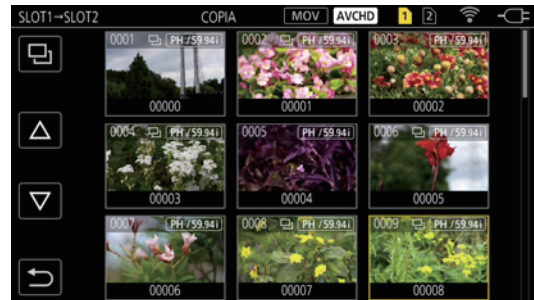 SLOT1→SLOT2 COPIA MOV AVCHD 1 2
0001 PH /59.94i 0002 PH /59.94i 0003 PH /59.94i
00000 00001 00002
0004 PH /59.94i 0005 PH /59.94i 0006 PH /59.94i
00003 00004 00005
0007 PH /59.94i 0008 PH /59.94i 0009 PH /59.94i
00006 00007 00008